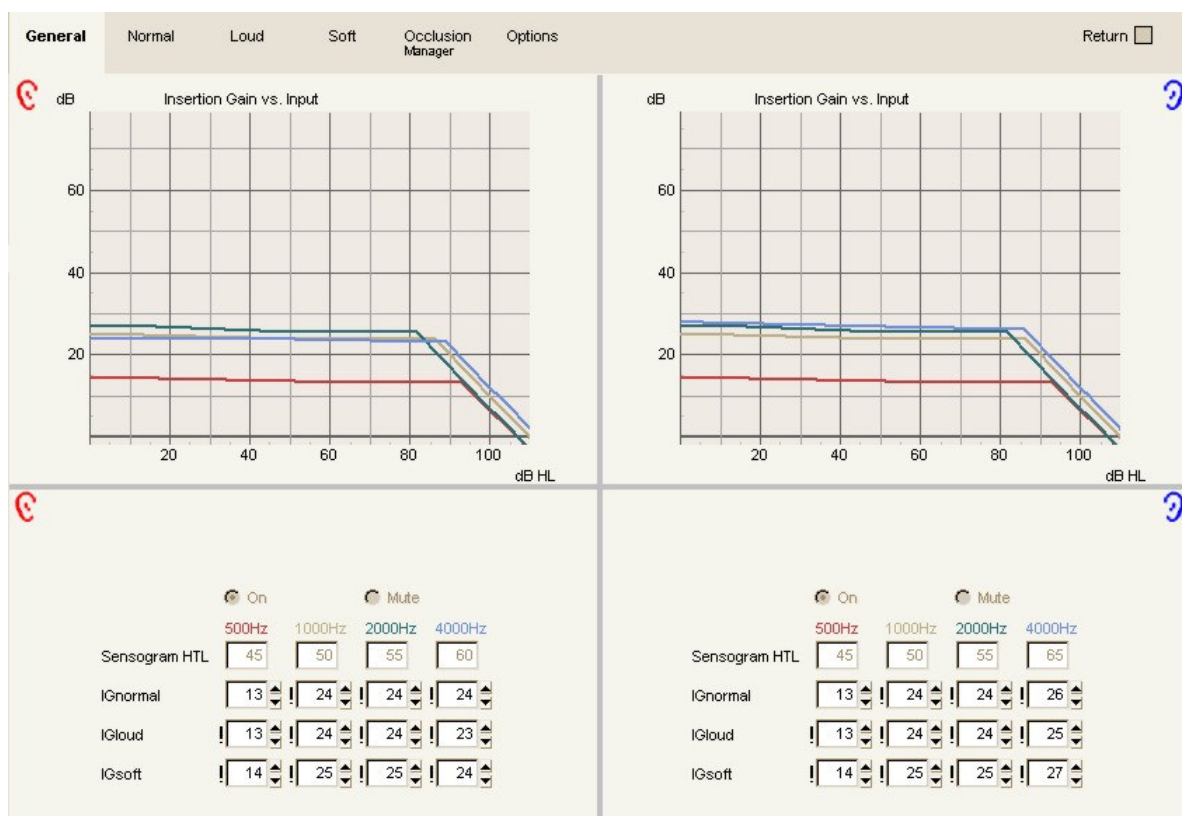 General Normal Loud Soft Occlusion Manager Options Return
dB Insertion Gain vs. Input
60
40
20
20 40 60 80 100
dB HL
dB Insertion Gain vs. Input
60
40
20
20 40 60 80 100
dB HL
On Mute
500Hz 1000Hz 2000Hz 4000Hz
Sensogram HTL 45 50 55 60
IGnormal 13 ! 24 ! 24 ! 24
IGloud ! 13 ! 24 ! 24 ! 23
IGsoft ! 14 ! 25 ! 25 ! 24
On Mute
500Hz 1000Hz 2000Hz 4000Hz
Sensogram HTL 45 50 55 65
IGnormal 13 ! 24 ! 24 ! 26
IGloud ! 13 ! 24 ! 24 ! 25
IGsoft ! 14 ! 25 ! 25 ! 27